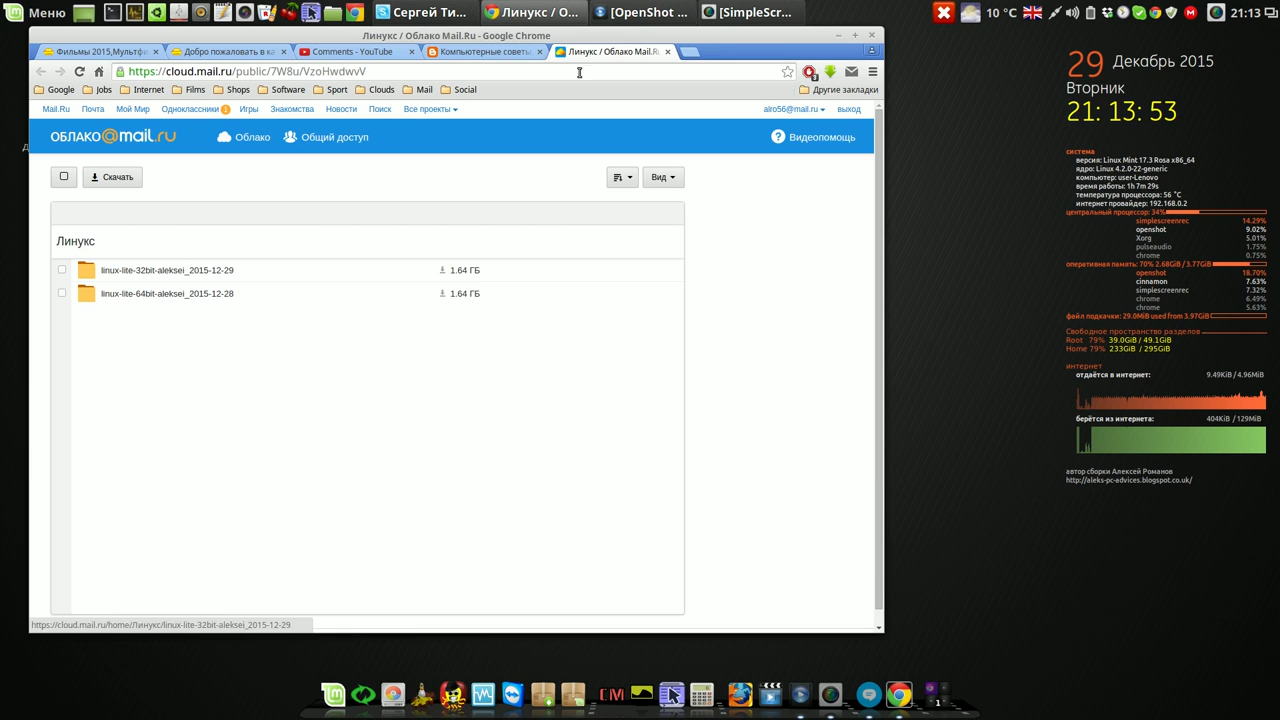 Меню
Сергей Ти...
Линукс / О...
[OpenShot ...
[SimpleScr...
10 °C
21:13
Линукс / Облако Mail.Ru - Google Chrome
Фильмы 2015,Мультфи
Добро пожаловать в ка
Comments - YouTube
Компьютерные советы
Линукс / Облако Mail.Ru
https://cloud.mail.ru/public/7W8u/VzoHwdwvV
3
Google Jobs Internet Films Shops Software Sport Clouds Mail Social Другие закладки
Mail.Ru Почта Мой Мир Одноклассники 1 Игры Знакомства Новости Поиск Все проекты alro56@mail.ru выход
ОБЛАКО@mail.ru Облако Общий доступ ? Видеопомощь
Скачать Вид
Линукс
linux-lite-32bit-aleksei_2015-12-29 1.64 ГБ
linux-lite-64bit-aleksei_2015-12-28 1.64 ГБ
https://cloud.mail.ru/home/Линукс/linux-lite-32bit-aleksei_2015-12-29
29 Декабрь 2015
Вторник
21: 13: 53
система
версия: Linux Mint 17.3 Rosa x86_64
ядро: Linux 4.2.0-22-generic
компьютер: user-Lenovo
время работы: 1h 7m 29s
температура процессора: 56 °C
интернет провайдер: 192.168.0.2
центральный процессор: 34%
simplescreenrec 14.29%
openshot 9.02%
Xorg 5.01%
pulseaudio 1.75%
chrome 0.75%
оперативная память: 70% 2.68GiB / 3.77GiB
openshot 18.70%
cinnamon 7.63%
simplescreenrec 7.32%
chrome 6.49%
chrome 5.63%
файл подкачки: 29.0MiB used from 3.97GiB
Свободное пространство разделов
Root 79% 39.0GiB / 49.1GiB
Home 79% 233GiB / 295GiB
интернет
отдаётся в интернет: 9.49KiB / 4.96MiB
берётся из интернета: 404KiB / 129MiB
автор сборки Алексей Романов
http://aleks-pc-advices.blogspot.co.uk/
1